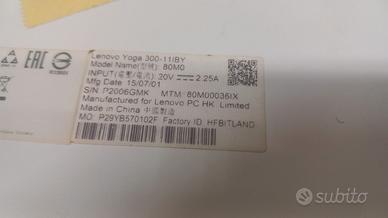 EAC
Lenovo Yoga 300-11IBY
Model Name(型號): 80M0
INPUT(電壓/電流): 20V ⎓ 2.25A
Mfg Date 15/07/01
S/N P2006GMK MTM: 80M00036IX
Manufactured for Lenovo PC HK Limited
Made in China 中國製造
MO: P29YB570102F Factory ID: HFBITLAND
subito